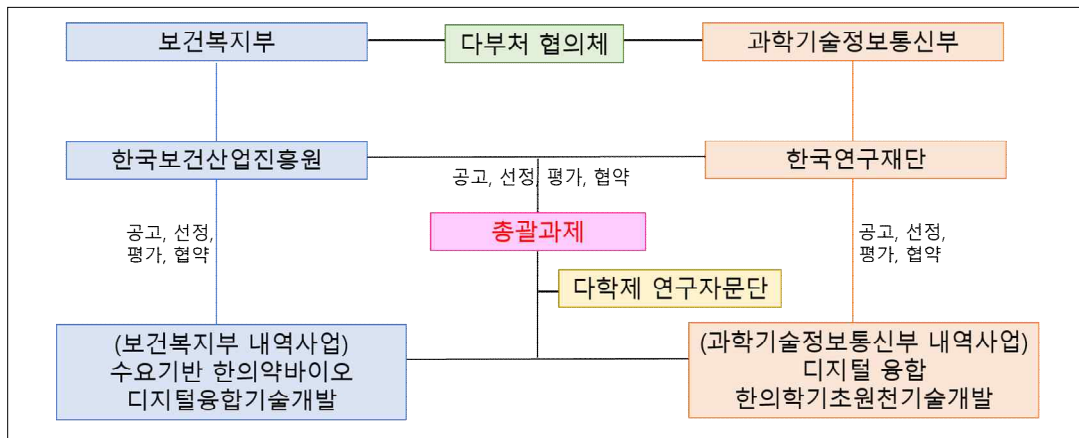 보건복지부
다부처 협의체
과학기술정보통신부
한국보건산업진흥원
한국연구재단
공고, 선정, 평가, 협약
총괄과제
공고, 선정,
평가, 협약
공고, 선정,
평가, 협약
다학제 연구자문단
(보건복지부 내역사업)
수요기반 한의약바이오
디지털융합기술개발
(과학기술정보통신부 내역사업)
디지털 융합
한의학기초원천기술개발